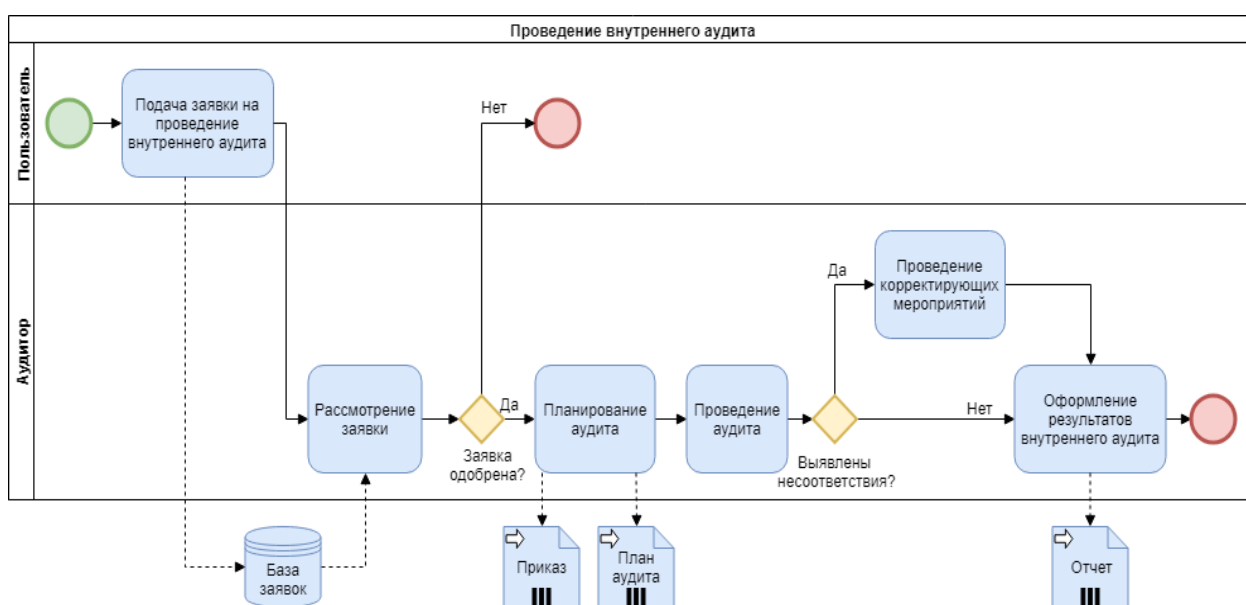 Проведение внутреннего аудита
Пользователь
Подача заявки на
проведение
внутреннего аудита
Нет
Аудитор
Да
Проведение
корректирующих
мероприятий
Рассмотрение
заявки
Да
Заявка
одобрена?
Планирование
аудита
Проведение
аудита
Выявлены
несоответствия?
Нет
Оформление
результатов
внутреннего аудита
База
заявок
Приказ
План
аудита
Отчет